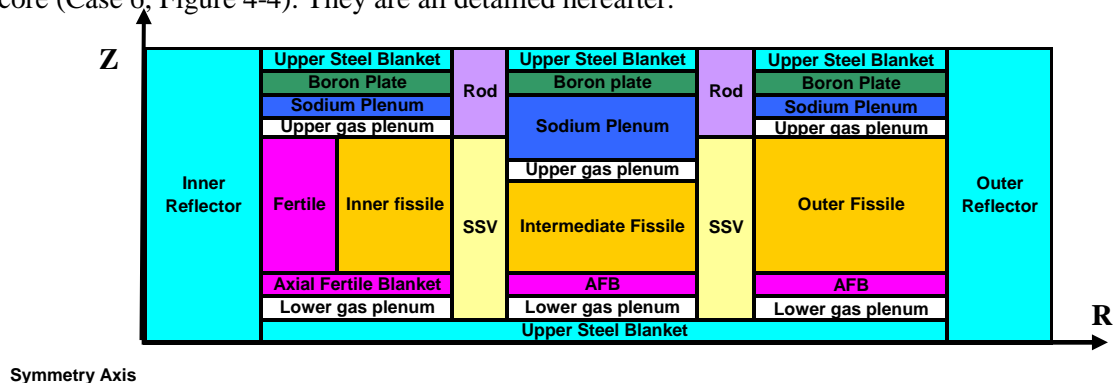 core (Case 6, Figure 4-4). They are all detailed hereafter.
Z
Upper Steel Blanket
Boron Plate
Sodium Plenum
Upper gas plenum
Rod
Upper Steel Blanket
Boron plate
Sodium Plenum
Upper gas plenum
Rod
Upper Steel Blanket
Boron Plate
Sodium Plenum
Upper gas plenum
Inner
Reflector
Fertile
Inner fissile
SSV
Intermediate Fissile
SSV
Outer Fissile
Outer
Reflector
Axial Fertile Blanket
Lower gas plenum
AFB
Lower gas plenum
AFB
Lower gas plenum
Upper Steel Blanket
R
Symmetry Axis